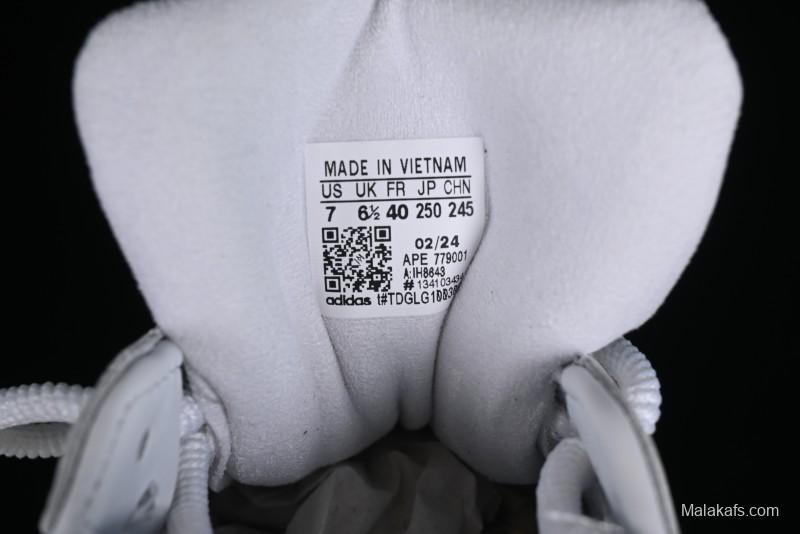 MADE IN VIETNAM
US UK FR JP CHN
7 6½ 40 250 245
02/24
APE 779001
A:IH8643
adidas
Malakafs.com